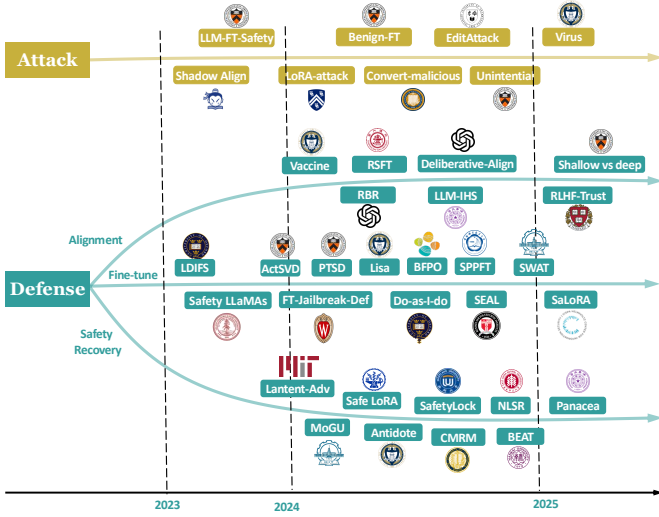 LLM-FT-Safety
Benign-FT
EditAttack
Virus
Attack
Shadow Align
LoRA-attack
Convert-malicious
Unintential
Vaccine
RSFT
Deliberative-Align
Shallow vs deep
RBR
LLM-IHS
RLHF-Trust
Alignment
LDIFS
ActSVD
PTSD
Lisa
BFPO
SPPFT
SWAT
Fine-tune
Defense
Safety LLaMAs
FT-Jailbreak-Def
Do-as-I-do
SEAL
SaLoRA
Safety
Recovery
MIT
Lantent-Adv
Safe LoRA
SafetyLock
NLSR
Panacea
MoGU
Antidote
CMRM
BEAT
2023
2024
2025